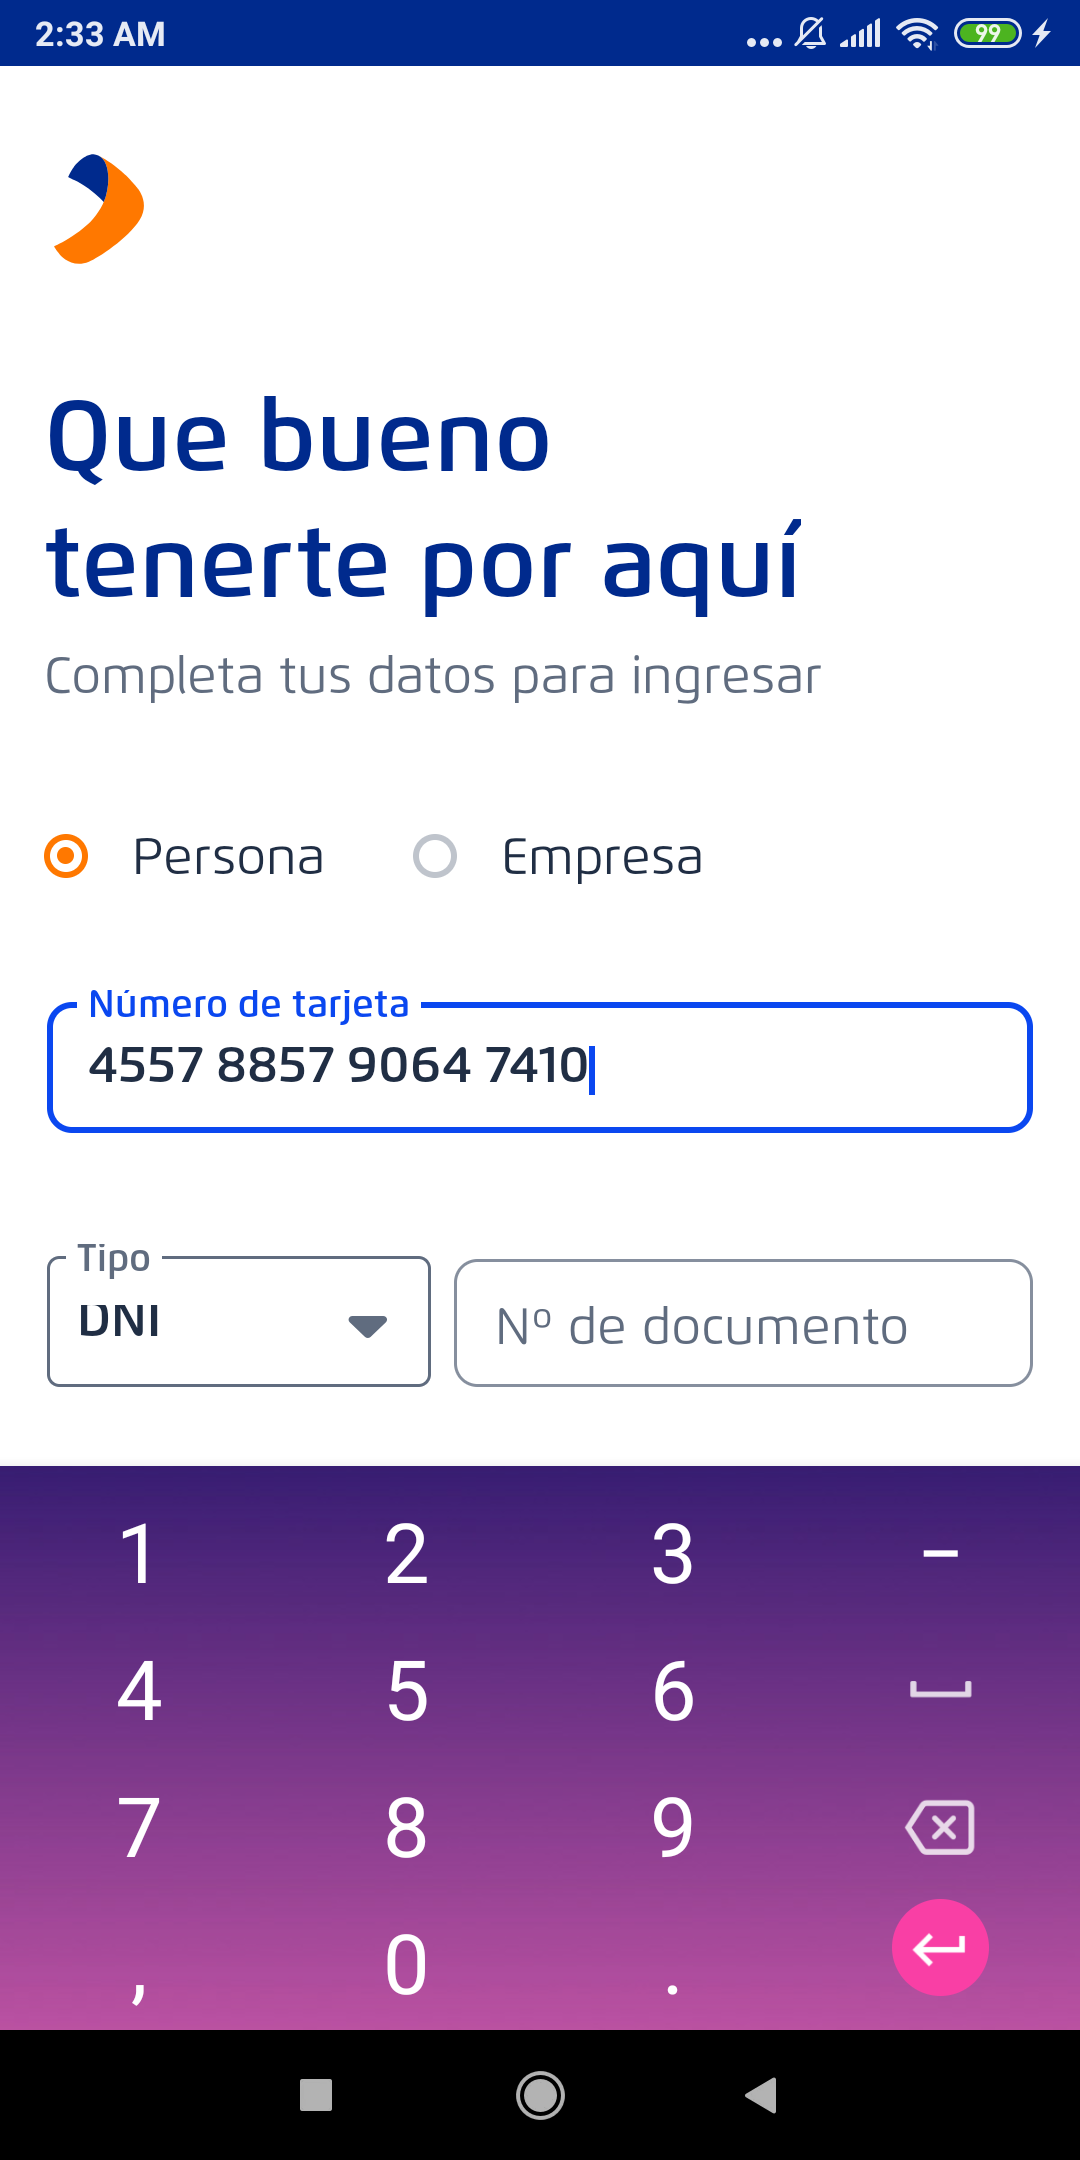 2:33 AM
99
Que bueno
tenerte por aquí
Completa tus datos para ingresar
Persona
Empresa
Número de tarjeta
4557 8857 9064 7410
Tipo
DNI
Nº de documento
1 2 3 -
4 5 6
7 8 9
, 0 .